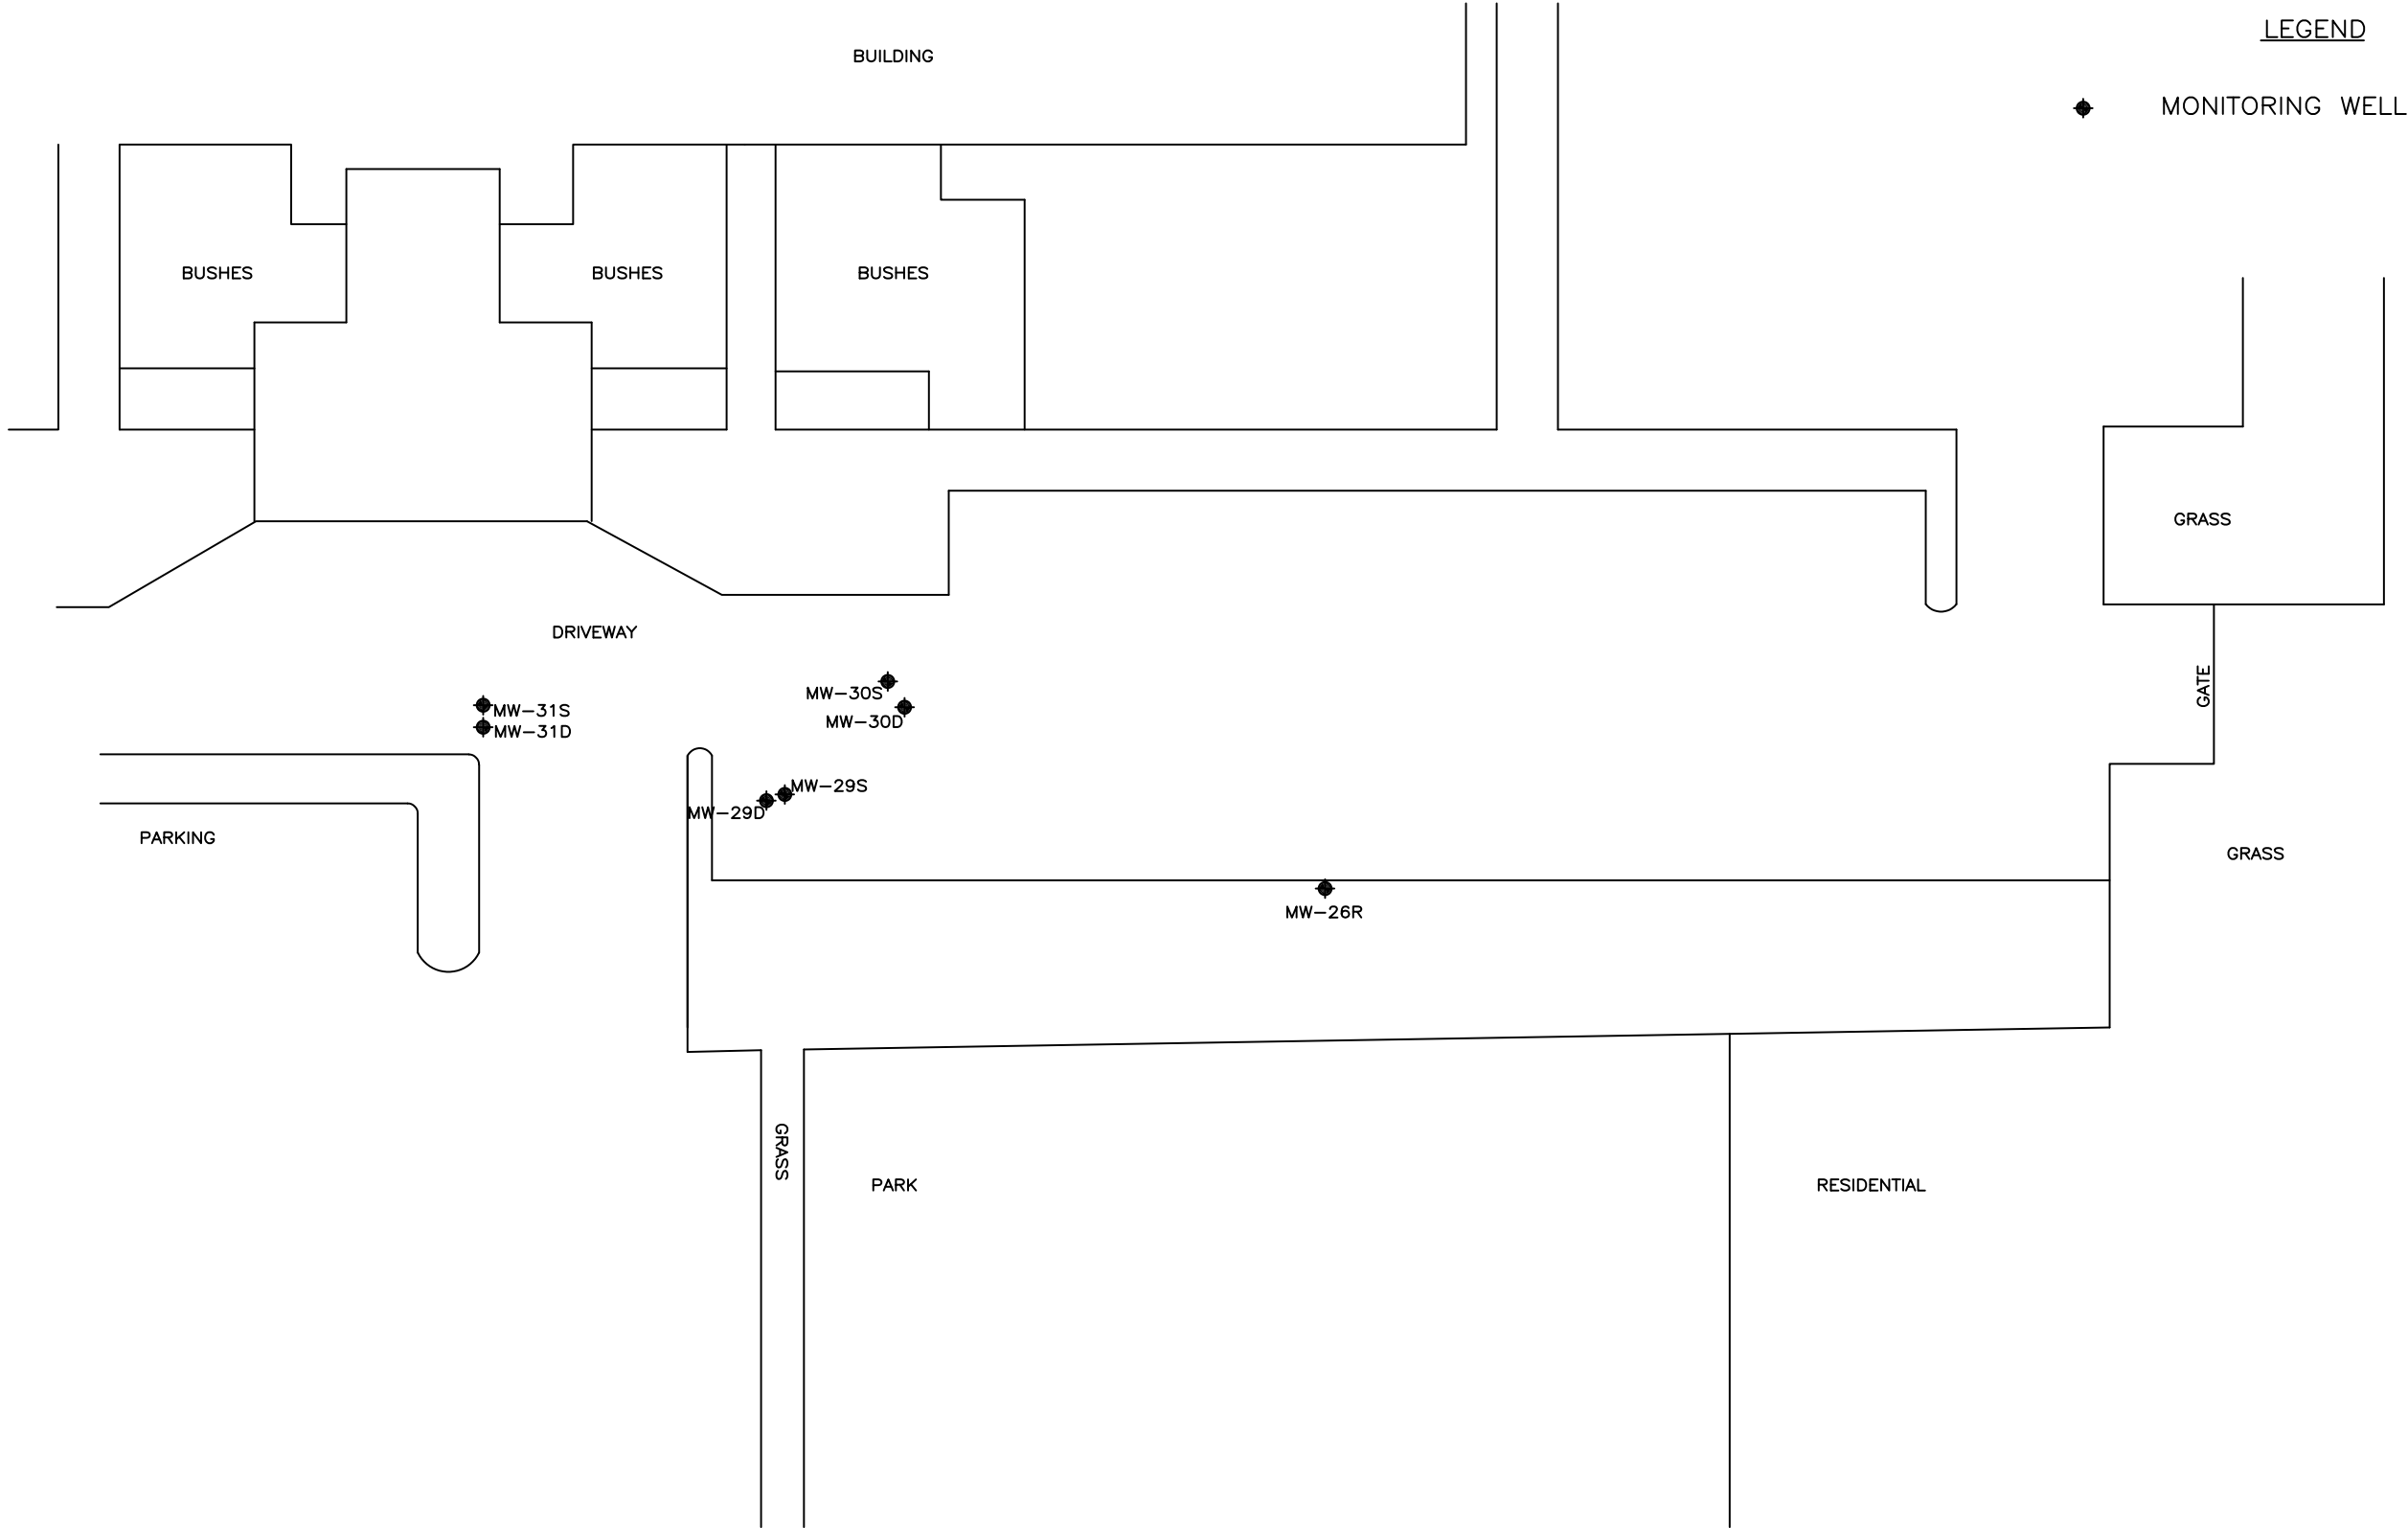 LEGEND
BUILDING
MONITORING WELL
BUSHES
BUSHES
BUSHES
GRASS
DRIVEWAY
GATE
MW-30S
MW-31S
MW-30D
MW-31D
MW-29S
MW-29D
PARKING
GRASS
MW-26R
GRASS
PARK
RESIDENTIAL